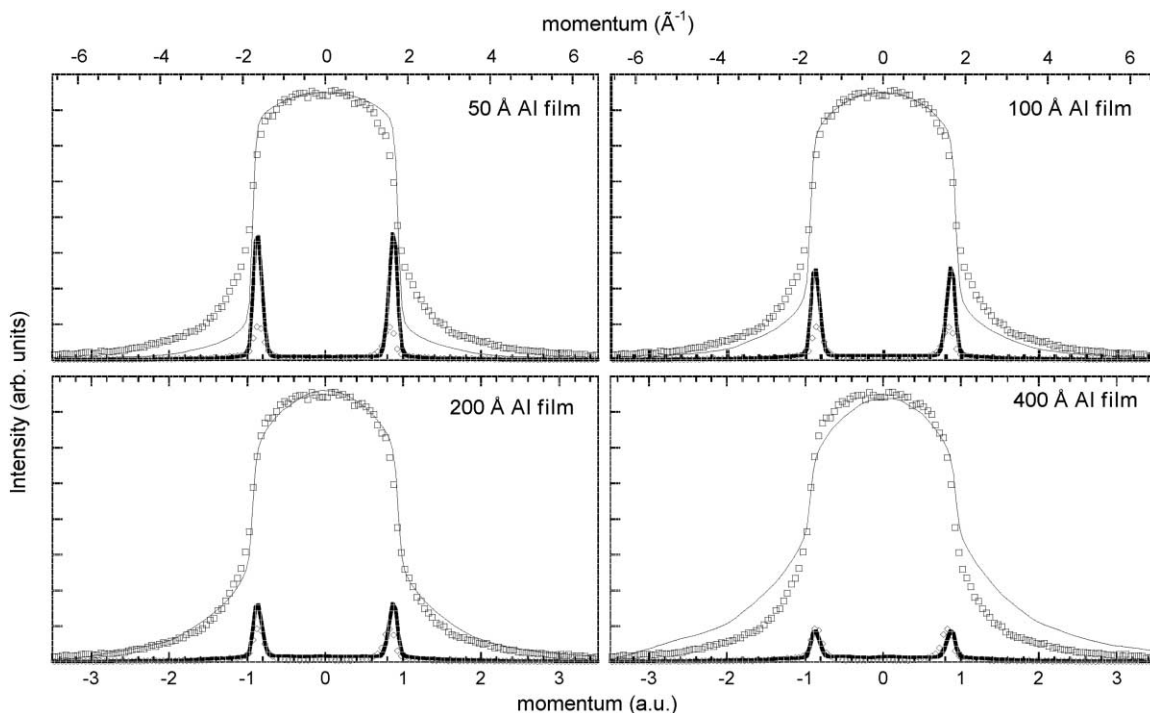 momentum (Ã⁻¹)
-6 -4 -2 0 2 4 6
-6 -4 -2 0 2 4 6
50 Å Al film
100 Å Al film
Intensity (arb. units)
200 Å Al film
400 Å Al film
-3 -2 -1 0 1 2 3
-3 -2 -1 0 1 2 3
momentum (a.u.)